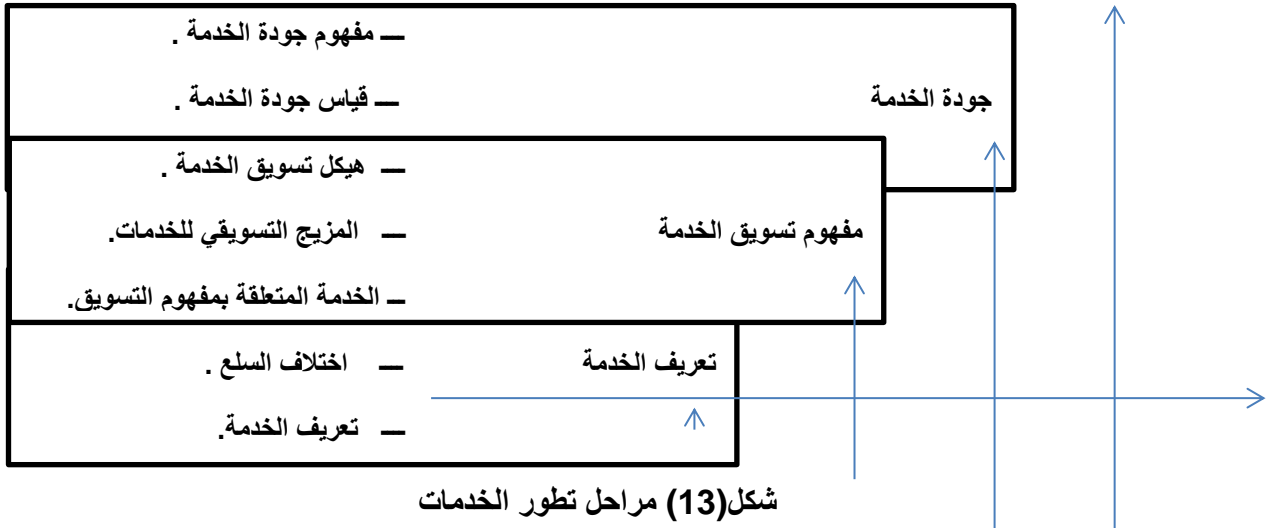 ـــ مفهوم جودة الخدمة .
جودة الخدمة ـــ قياس جودة الخدمة .
ـــ هيكل تسويق الخدمة .
مفهوم تسويق الخدمة ـــ المزيج التسويقي للخدمات.
ـــ الخدمة المتعلقة بمفهوم التسويق.
تعريف الخدمة ـــ اختلاف السلع .
ـــ تعريف الخدمة.
شكل(13) مراحل تطور الخدمات